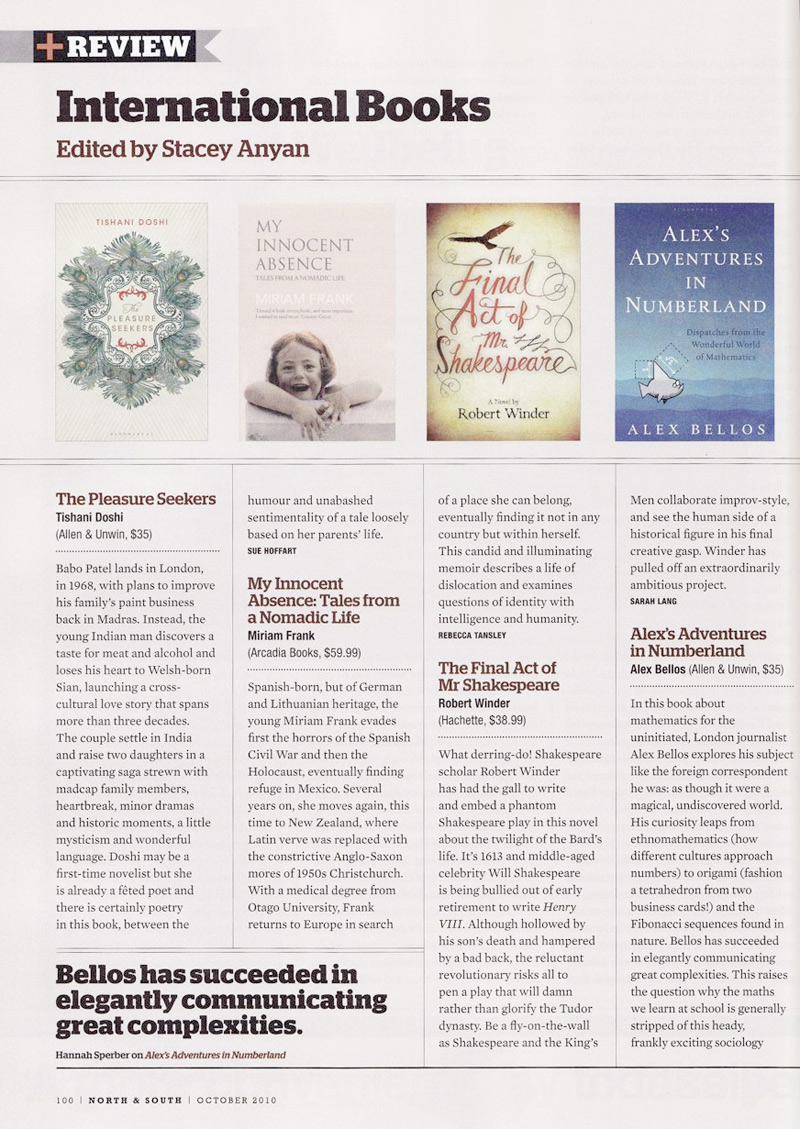 +REVIEW
International Books
Edited by Stacey Anyan
TISHANI DOSHI
The
PLEASURE
SEEKERS
BLOOMSBURY
MY
INNOCENT
ABSENCE
TALES FROM A NOMADIC LIFE
MIRIAM FRANK
The
Final
Act of
Mr.
Shakespeare
A Novel by
Robert Winder
BLOOMSBURY
ALEX'S
ADVENTURES
IN
NUMBERLAND
Dispatches from the
Wonderful World
of Mathematics
ALEX BELLOS
The Pleasure Seekers
Tishani Doshi
(Allen & Unwin, $35)
Babo Patel lands in London,
in 1968, with plans to improve
his family's paint business
back in Madras. Instead, the
young Indian man discovers a
taste for meat and alcohol and
loses his heart to Welsh-born
Sian, launching a cross-
cultural love story that spans
more than three decades.
The couple settle in India
and raise two daughters in a
captivating saga strewn with
madcap family members,
heartbreak, minor dramas
and historic moments, a little
mysticism and wonderful
language. Doshi may be a
first-time novelist but she
is already a fêted poet and
there is certainly poetry
in this book, between the
humour and unabashed
sentimentality of a tale loosely
based on her parents' life.
SUE HOFFART
My Innocent
Absence: Tales from
a Nomadic Life
Miriam Frank
(Arcadia Books, $59.99)
Spanish-born, but of German
and Lithuanian heritage, the
young Miriam Frank evades
first the horrors of the Spanish
Civil War and then the
Holocaust, eventually finding
refuge in Mexico. Several
years on, she moves again, this
time to New Zealand, where
Latin verve was replaced with
the constrictive Anglo-Saxon
mores of 1950s Christchurch.
With a medical degree from
Otago University, Frank
returns to Europe in search
of a place she can belong,
eventually finding it not in any
country but within herself.
This candid and illuminating
memoir describes a life of
dislocation and examines
questions of identity with
intelligence and humanity.
REBECCA TANSLEY
The Final Act of
Mr Shakespeare
Robert Winder
(Hachette, $38.99)
What derring-do! Shakespeare
scholar Robert Winder
has had the gall to write
and embed a phantom
Shakespeare play in this novel
about the twilight of the Bard's
life. It's 1613 and middle-aged
celebrity Will Shakespeare
is being bullied out of early
retirement to write Henry
VIII. Although hollowed by
his son's death and hampered
by a bad back, the reluctant
revolutionary risks all to
pen a play that will damn
rather than glorify the Tudor
dynasty. Be a fly-on-the-wall
as Shakespeare and the King's
Men collaborate improv-style,
and see the human side of a
historical figure in his final
creative gasp. Winder has
pulled off an extraordinarily
ambitious project.
SARAH LANG
Alex's Adventures
in Numberland
Alex Bellos (Allen & Unwin, $35)
In this book about
mathematics for the
uninitiated, London journalist
Alex Bellos explores his subject
like the foreign correspondent
he was: as though it were a
magical, undiscovered world.
His curiosity leaps from
ethnomathematics (how
different cultures approach
numbers) to origami (fashion
a tetrahedron from two
business cards!) and the
Fibonacci sequences found in
nature. Bellos has succeeded
in elegantly communicating
great complexities. This raises
the question why the maths
we learn at school is generally
stripped of this heady,
frankly exciting sociology
Bellos has succeeded in
elegantly communicating
great complexities.
Hannah Sperber on Alex's Adventures in Numberland
100 | NORTH & SOUTH | OCTOBER 2010